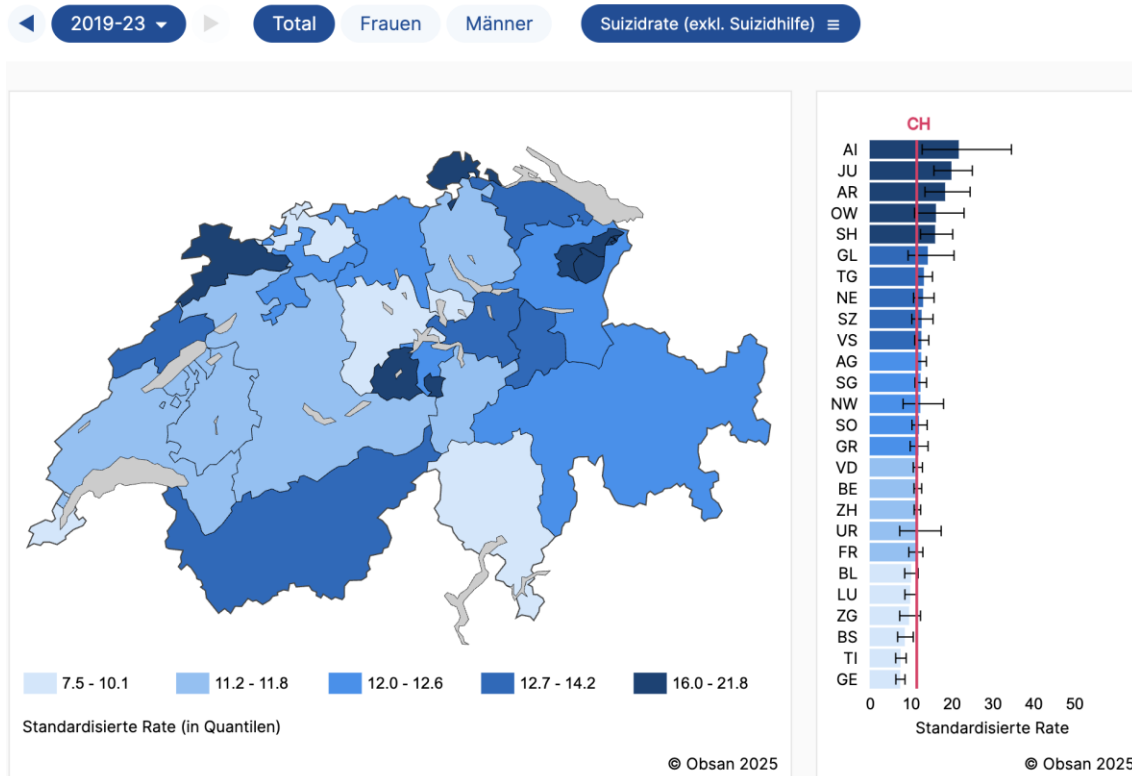 2019-23
Total
Frauen
Männer
Suizidrate (exkl. Suizidhilfe)
7.5 - 10.1
11.2 - 11.8
12.0 - 12.6
12.7 - 14.2
16.0 - 21.8
Standardisierte Rate (in Quantilen)
© Obsan 2025
CH
AI
JU
AR
OW
SH
GL
TG
NE
SZ
VS
AG
SG
NW
SO
GR
VD
BE
ZH
UR
FR
BL
LU
ZG
BS
TI
GE
0 10 20 30 40 50
Standardisierte Rate
© Obsan 2025